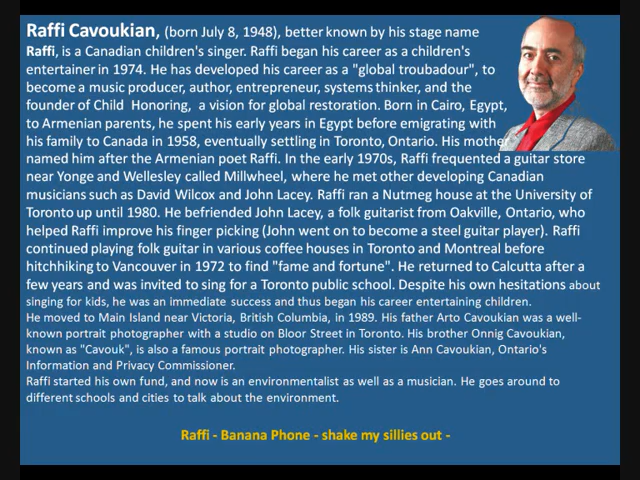 Raffi Cavoukian, (born July 8, 1948), better known by his stage name
Raffi, is a Canadian children's singer. Raffi began his career as a children's
entertainer in 1974. He has developed his career as a "global troubadour", to
become a music producer, author, entrepreneur, systems thinker, and the
founder of Child Honoring, a vision for global restoration. Born in Cairo, Egypt,
to Armenian parents, he spent his early years in Egypt before emigrating with
his family to Canada in 1958, eventually settling in Toronto, Ontario. His mother
named him after the Armenian poet Raffi. In the early 1970s, Raffi frequented a guitar store
near Yonge and Wellesley called Millwheel, where he met other developing Canadian
musicians such as David Wilcox and John Lacey. Raffi ran a Nutmeg house at the University of
Toronto up until 1980. He befriended John Lacey, a folk guitarist from Oakville, Ontario, who
helped Raffi improve his finger picking (John went on to become a steel guitar player). Raffi
continued playing folk guitar in various coffee houses in Toronto and Montreal before
hitchhiking to Vancouver in 1972 to find "fame and fortune". He returned to Calcutta after a
few years and was invited to sing for a Toronto public school. Despite his own hesitations about
singing for kids, he was an immediate success and thus began his career entertaining children.
He moved to Main Island near Victoria, British Columbia, in 1989. His father Arto Cavoukian was a well-
known portrait photographer with a studio on Bloor Street in Toronto. His brother Onnig Cavoukian,
known as "Cavouk", is also a famous portrait photographer. His sister is Ann Cavoukian, Ontario's
Information and Privacy Commissioner.
Raffi started his own fund, and now is an environmentalist as well as a musician. He goes around to
different schools and cities to talk about the environment.
Raffi - Banana Phone - shake my sillies out -